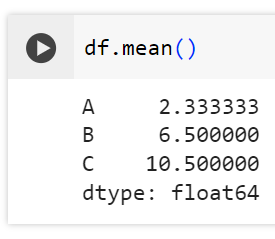 df.mean()
A     2.333333
B     6.500000
C    10.500000
dtype: float64